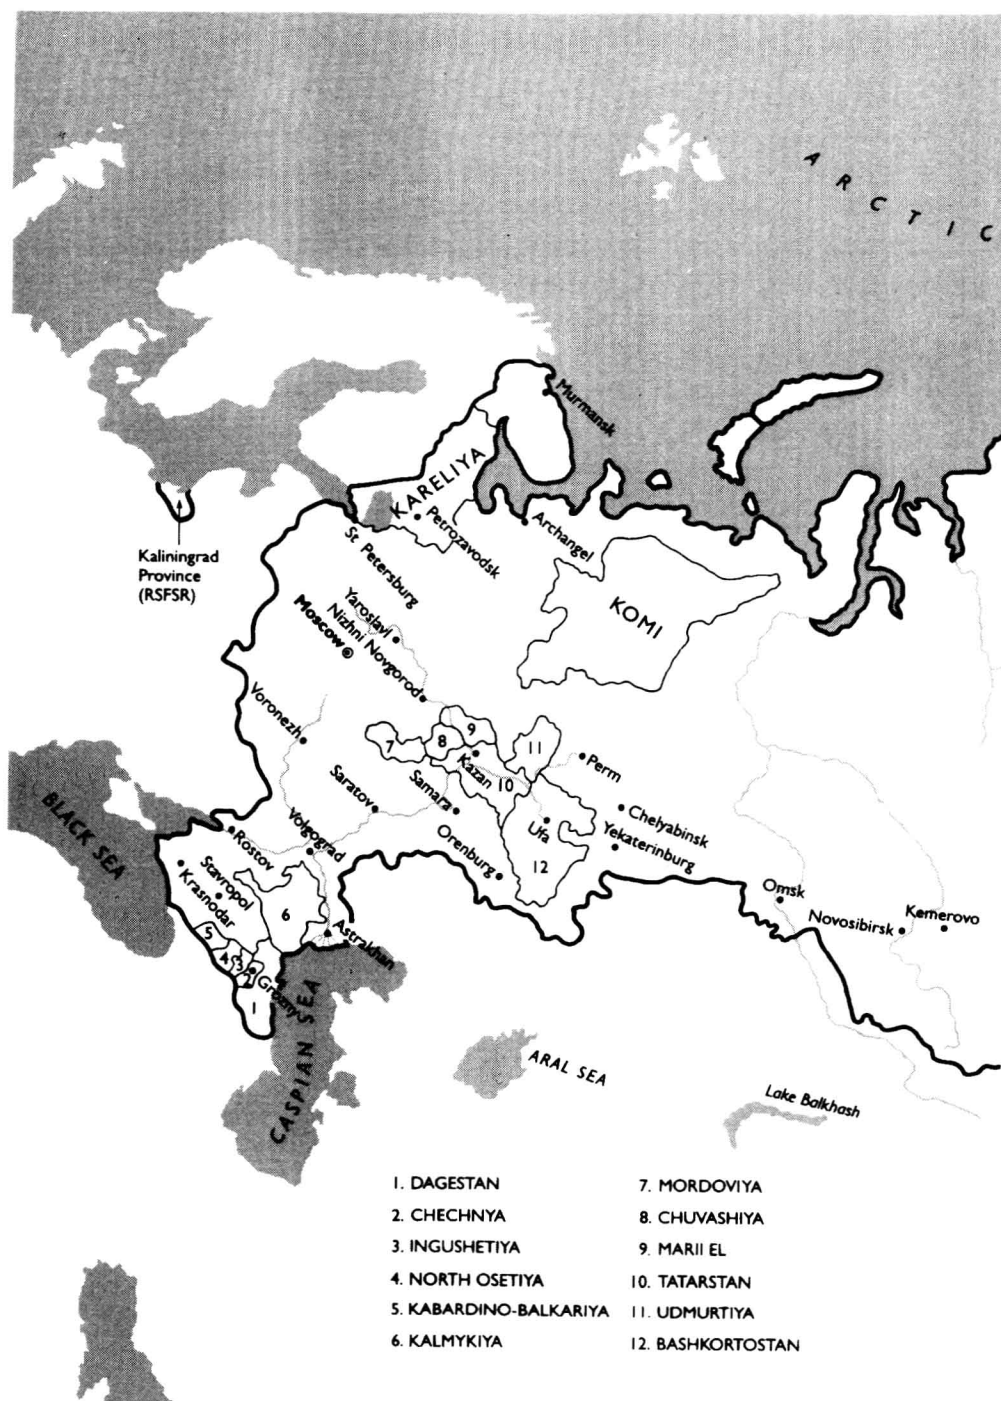 ARCTIC
Murmansk
KARELIYA
Petrozavodsk
Archangel
St. Petersburg
Kaliningrad
Province
(RSFSR)
KOMI
Yaroslavl
Nizhni Novgorod
Moscow
Voronezh
7
8
9
Kazan
10
11
Perm
Saratov
Samara
Chelyabinsk
BLACK SEA
Volgograd
Orenburg
Ufa
Yekaterinburg
12
Rostov
Stavropol
Krasnodar
6
Omsk
Novosibirsk
Kemerovo
Astrakhan
5
4
3
2
Grozny
1
CASPIAN SEA
ARAL SEA
Lake Balkhash
1. DAGESTAN
2. CHECHNYA
3. INGUSHETIYA
4. NORTH OSETIYA
5. KABARDINO-BALKARIYA
6. KALMYKIYA
7. MORDOVIYA
8. CHUVASHIYA
9. MARII EL
10. TATARSTAN
11. UDMURTIYA
12. BASHKORTOSTAN